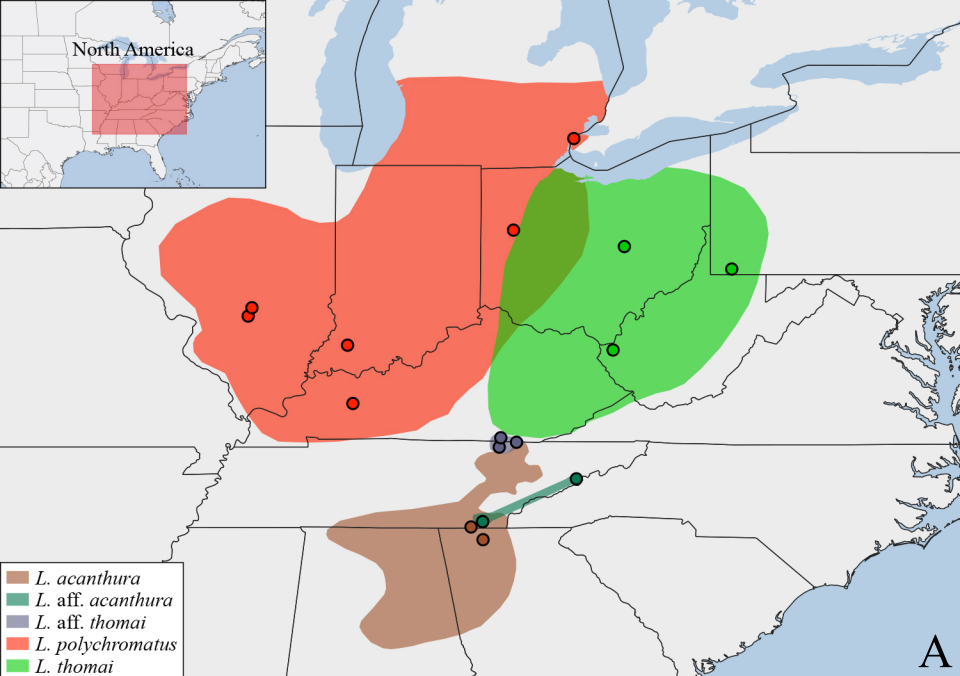 North America
L. acanthura
L. aff. acanthura
L. aff. thomai
L. polychromatus
L. thomai
A